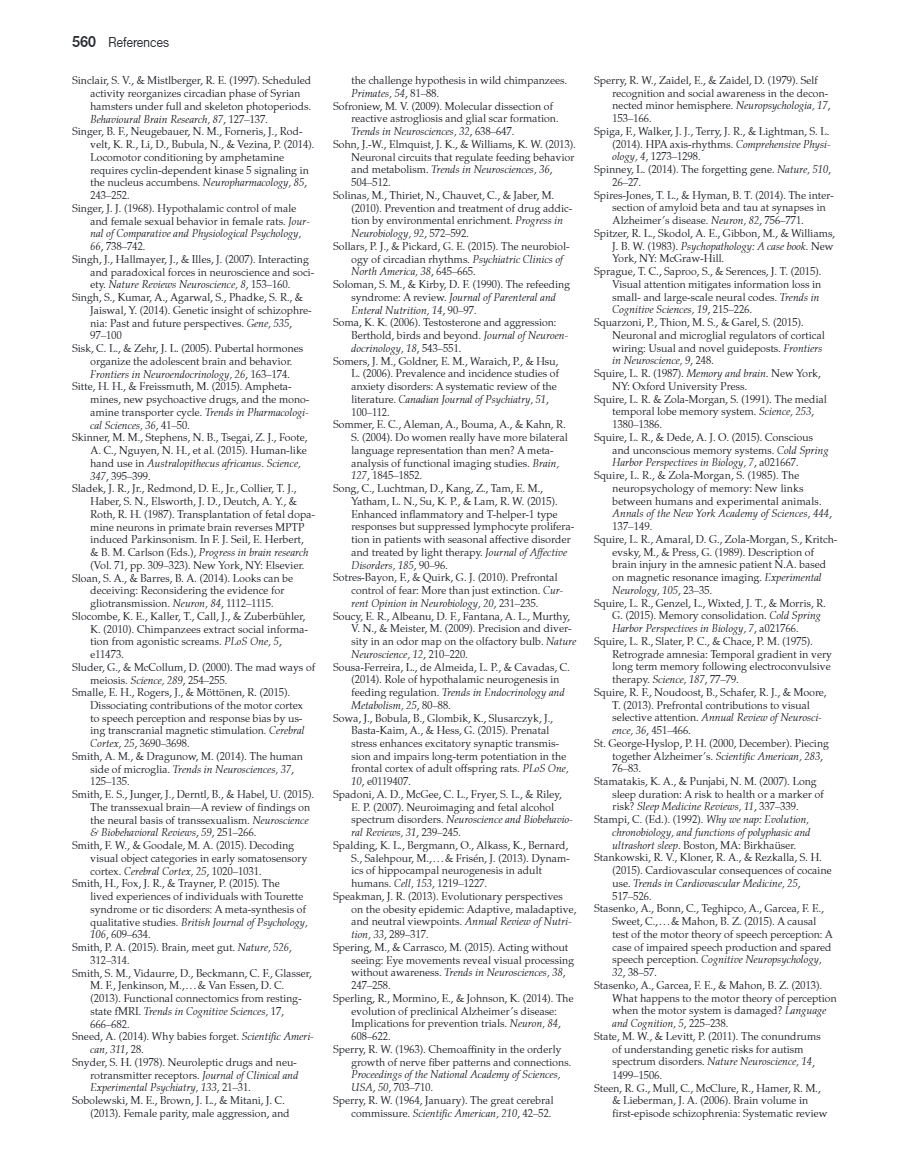 560 References
Sinclair, S. V., & Mistlberger, R. E. (1997). Scheduled
activity reorganizes circadian phase of Syrian
hamsters under full and skeleton photoperiods.
Behavioural Brain Research, 87, 127–137.
Singer, B. F., Neugebauer, N. M., Forneris, J., Rod-
velt, K. R., Li, D., Bubula, N., & Vezina, P. (2014).
Locomotor conditioning by amphetamine
requires cyclin-dependent kinase 5 signaling in
the nucleus accumbens. Neuropharmacology, 85,
243–252.
Singer, J. J. (1968). Hypothalamic control of male
and female sexual behavior in female rats. Jour-
nal of Comparative and Physiological Psychology,
66, 738–742.
Singh, J., Hallmayer, J., & Illes, J. (2007). Interacting
and paradoxical forces in neuroscience and soci-
ety. Nature Reviews Neuroscience, 8, 153–160.
Singh, S., Kumar, A., Agarwal, S., Phadke, S. R., &
Jaiswal, Y. (2014). Genetic insight of schizophre-
nia: Past and future perspectives. Gene, 535,
97–100
Sisk, C. L., & Zehr, J. L. (2005). Pubertal hormones
organize the adolescent brain and behavior.
Frontiers in Neuroendocrinology, 26, 163–174.
Sitte, H. H., & Freissmuth, M. (2015). Ampheta-
mines, new psychoactive drugs, and the mono-
amine transporter cycle. Trends in Pharmacologi-
cal Sciences, 36, 41–50.
Skinner, M. M., Stephens, N. B., Tsegai, Z. J., Foote,
A. C., Nguyen, N. H., et al. (2015). Human-like
hand use in Australopithecus africanus. Science,
347, 395–399.
Sladek, J. R., Jr., Redmond, D. E., Jr., Collier, T. J.,
Haber, S. N., Elsworth, J. D., Deutch, A. Y., &
Roth, R. H. (1987). Transplantation of fetal dopa-
mine neurons in primate brain reverses MPTP
induced Parkinsonism. In F. J. Seil, E. Herbert,
& B. M. Carlson (Eds.), Progress in brain research
(Vol. 71, pp. 309–323). New York, NY: Elsevier.
Sloan, S. A., & Barres, B. A. (2014). Looks can be
deceiving: Reconsidering the evidence for
gliotransmission. Neuron, 84, 1112–1115.
Slocombe, K. E., Kaller, T., Call, J., & Zuberbühler,
K. (2010). Chimpanzees extract social informa-
tion from agonistic screams. PLoS One, 5,
e11473.
Sluder, G., & McCollum, D. (2000). The mad ways of
meiosis. Science, 289, 254–255.
Smalle, E. H., Rogers, J., & Möttönen, R. (2015).
Dissociating contributions of the motor cortex
to speech perception and response bias by us-
ing transcranial magnetic stimulation. Cerebral
Cortex, 25, 3690–3698.
Smith, A. M., & Dragunow, M. (2014). The human
side of microglia. Trends in Neurosciences, 37,
125–135.
Smith, E. S., Junger, J., Derntl, B., & Habel, U. (2015).
The transsexual brain—A review of findings on
the neural basis of transsexualism. Neuroscience
& Biobehavioral Reviews, 59, 251–266.
Smith, F. W., & Goodale, M. A. (2015). Decoding
visual object categories in early somatosensory
cortex. Cerebral Cortex, 25, 1020–1031.
Smith, H., Fox, J. R., & Trayner, P. (2015). The
lived experiences of individuals with Tourette
syndrome or tic disorders: A meta-synthesis of
qualitative studies. British Journal of Psychology,
106, 609–634.
Smith, P. A. (2015). Brain, meet gut. Nature, 526,
312–314.
Smith, S. M., Vidaurre, D., Beckmann, C. F., Glasser,
M. F., Jenkinson, M.,… & Van Essen, D. C.
(2013). Functional connectomics from resting-
state fMRI. Trends in Cognitive Sciences, 17,
666–682.
Sneed, A. (2014). Why babies forget. Scientific Ameri-
can, 311, 28.
Snyder, S. H. (1978). Neuroleptic drugs and neu-
rotransmitter receptors. Journal of Clinical and
Experimental Psychiatry, 133, 21–31.
Sobolewski, M. E., Brown, J. L., & Mitani, J. C.
(2013). Female parity, male aggression, and
the challenge hypothesis in wild chimpanzees.
Primates, 54, 81–88.
Sofroniew, M. V. (2009). Molecular dissection of
reactive astrogliosis and glial scar formation.
Trends in Neurosciences, 32, 638–647.
Sohn, J.-W., Elmquist, J. K., & Williams, K. W. (2013).
Neuronal circuits that regulate feeding behavior
and metabolism. Trends in Neurosciences, 36,
504–512.
Solinas, M., Thiriet, N., Chauvet, C., & Jaber, M.
(2010). Prevention and treatment of drug addic-
tion by environmental enrichment. Progress in
Neurobiology, 92, 572–592.
Sollars, P. J., & Pickard, G. E. (2015). The neurobiol-
ogy of circadian rhythms. Psychiatric Clinics of
North America, 38, 645–665.
Soloman, S. M., & Kirby, D. F. (1990). The refeeding
syndrome: A review. Journal of Parenteral and
Enteral Nutrition, 14, 90–97.
Soma, K. K. (2006). Testosterone and aggression:
Berthold, birds and beyond. Journal of Neuroen-
docrinology, 18, 543–551.
Somers, J. M., Goldner, E. M., Waraich, P., & Hsu,
L. (2006). Prevalence and incidence studies of
anxiety disorders: A systematic review of the
literature. Canadian Journal of Psychiatry, 51,
100–112.
Sommer, E. C., Aleman, A., Bouma, A., & Kahn, R.
S. (2004). Do women really have more bilateral
language representation than men? A meta-
analysis of functional imaging studies. Brain,
127, 1845–1852.
Song, C., Luchtman, D., Kang, Z., Tam, E. M.,
Yatham, L. N., Su, K. P., & Lam, R. W. (2015).
Enhanced inflammatory and T-helper-1 type
responses but suppressed lymphocyte prolifera-
tion in patients with seasonal affective disorder
and treated by light therapy. Journal of Affective
Disorders, 185, 90–96.
Sotres-Bayon, F., & Quirk, G. J. (2010). Prefrontal
control of fear: More than just extinction. Cur-
rent Opinion in Neurobiology, 20, 231–235.
Soucy, E. R., Albeanu, D. F., Fantana, A. L., Murthy,
V. N., & Meister, M. (2009). Precision and diver-
sity in an odor map on the olfactory bulb. Nature
Neuroscience, 12, 210–220.
Sousa-Ferreira, L., de Almeida, L. P., & Cavadas, C.
(2014). Role of hypothalamic neurogenesis in
feeding regulation. Trends in Endocrinology and
Metabolism, 25, 80–88.
Sowa, J., Bobula, B., Glombik, K., Slusarczyk, J.,
Basta-Kaim, A., & Hess, G. (2015). Prenatal
stress enhances excitatory synaptic transmis-
sion and impairs long-term potentiation in the
frontal cortex of adult offspring rats. PLoS One,
10, e0119407.
Spadoni, A. D., McGee, C. L., Fryer, S. L., & Riley,
E. P. (2007). Neuroimaging and fetal alcohol
spectrum disorders. Neuroscience and Biobehavio-
ral Reviews, 31, 239–245.
Spalding, K. L., Bergmann, O., Alkass, K., Bernard,
S., Salehpour, M.,… & Frisén, J. (2013). Dynam-
ics of hippocampal neurogenesis in adult
humans. Cell, 153, 1219–1227.
Speakman, J. R. (2013). Evolutionary perspectives
on the obesity epidemic: Adaptive, maladaptive,
and neutral viewpoints. Annual Review of Nutri-
tion, 33, 289–317.
Spering, M., & Carrasco, M. (2015). Acting without
seeing: Eye movements reveal visual processing
without awareness. Trends in Neurosciences, 38,
247–258.
Sperling, R., Mormino, E., & Johnson, K. (2014). The
evolution of preclinical Alzheimer’s disease:
Implications for prevention trials. Neuron, 84,
608–622.
Sperry, R. W. (1963). Chemoaffinity in the orderly
growth of nerve fiber patterns and connections.
Proceedings of the National Academy of Sciences,
USA, 50, 703–710.
Sperry, R. W. (1964, January). The great cerebral
commissure. Scientific American, 210, 42–52.
Sperry, R. W., Zaidel, E., & Zaidel, D. (1979). Self
recognition and social awareness in the decon-
nected minor hemisphere. Neuropsychologia, 17,
153–166.
Spiga, F., Walker, J. J., Terry, J. R., & Lightman, S. L.
(2014). HPA axis-rhythms. Comprehensive Physi-
ology, 4, 1273–1298.
Spinney, L. (2014). The forgetting gene. Nature, 510,
26–27.
Spires-Jones, T. L., & Hyman, B. T. (2014). The inter-
section of amyloid beta and tau at synapses in
Alzheimer’s disease. Neuron, 82, 756–771.
Spitzer, R. L., Skodol, A. E., Gibbon, M., & Williams,
J. B. W. (1983). Psychopathology: A case book. New
York, NY: McGraw-Hill.
Sprague, T. C., Saproo, S., & Serences, J. T. (2015).
Visual attention mitigates information loss in
small- and large-scale neural codes. Trends in
Cognitive Sciences, 19, 215–226.
Squarzoni, P., Thion, M. S., & Garel, S. (2015).
Neuronal and microglial regulators of cortical
wiring: Usual and novel guideposts. Frontiers
in Neuroscience, 9, 248.
Squire, L. R. (1987). Memory and brain. New York,
NY: Oxford University Press.
Squire, L. R. & Zola-Morgan, S. (1991). The medial
temporal lobe memory system. Science, 253,
1380–1386.
Squire, L. R., & Dede, A. J. O. (2015). Conscious
and unconscious memory systems. Cold Spring
Harbor Perspectives in Biology, 7, a021667.
Squire, L. R., & Zola-Morgan, S. (1985). The
neuropsychology of memory: New links
between humans and experimental animals.
Annals of the New York Academy of Sciences, 444,
137–149.
Squire, L. R., Amaral, D. G., Zola-Morgan, S., Kritch-
evsky, M., & Press, G. (1989). Description of
brain injury in the amnesic patient N.A. based
on magnetic resonance imaging. Experimental
Neurology, 105, 23–35.
Squire, L. R., Genzel, L., Wixted, J. T., & Morris, R.
G. (2015). Memory consolidation. Cold Spring
Harbor Perspectives in Biology, 7, a021766.
Squire, L. R., Slater, P. C., & Chace, P. M. (1975).
Retrograde amnesia: Temporal gradient in very
long term memory following electroconvulsive
therapy. Science, 187, 77–79.
Squire, R. F., Noudoost, B., Schafer, R. J., & Moore,
T. (2013). Prefrontal contributions to visual
selective attention. Annual Review of Neurosci-
ence, 36, 451–466.
St. George-Hyslop, P. H. (2000, December). Piecing
together Alzheimer’s. Scientific American, 283,
76–83.
Stamatakis, K. A., & Punjabi, N. M. (2007). Long
sleep duration: A risk to health or a marker of
risk? Sleep Medicine Reviews, 11, 337–339.
Stampi, C. (Ed.). (1992). Why we nap: Evolution,
chronobiology, and functions of polyphasic and
ultrashort sleep. Boston, MA: Birkhaüser.
Stankowski, R. V., Kloner, R. A., & Rezkalla, S. H.
(2015). Cardiovascular consequences of cocaine
use. Trends in Cardiovascular Medicine, 25,
517–526.
Stasenko, A., Bonn, C., Teghipco, A., Garcea, F. E.,
Sweet, C.,… & Mahon, B. Z. (2015). A causal
test of the motor theory of speech perception: A
case of impaired speech production and spared
speech perception. Cognitive Neuropsychology,
32, 38–57.
Stasenko, A., Garcea, F. E., & Mahon, B. Z. (2013).
What happens to the motor theory of perception
when the motor system is damaged? Language
and Cognition, 5, 225–238.
State, M. W., & Levitt, P. (2011). The conundrums
of understanding genetic risks for autism
spectrum disorders. Nature Neuroscience, 14,
1499–1506.
Steen, R. G., Mull, C., McClure, R., Hamer, R. M.,
& Lieberman, J. A. (2006). Brain volume in
first-episode schizophrenia: Systematic review